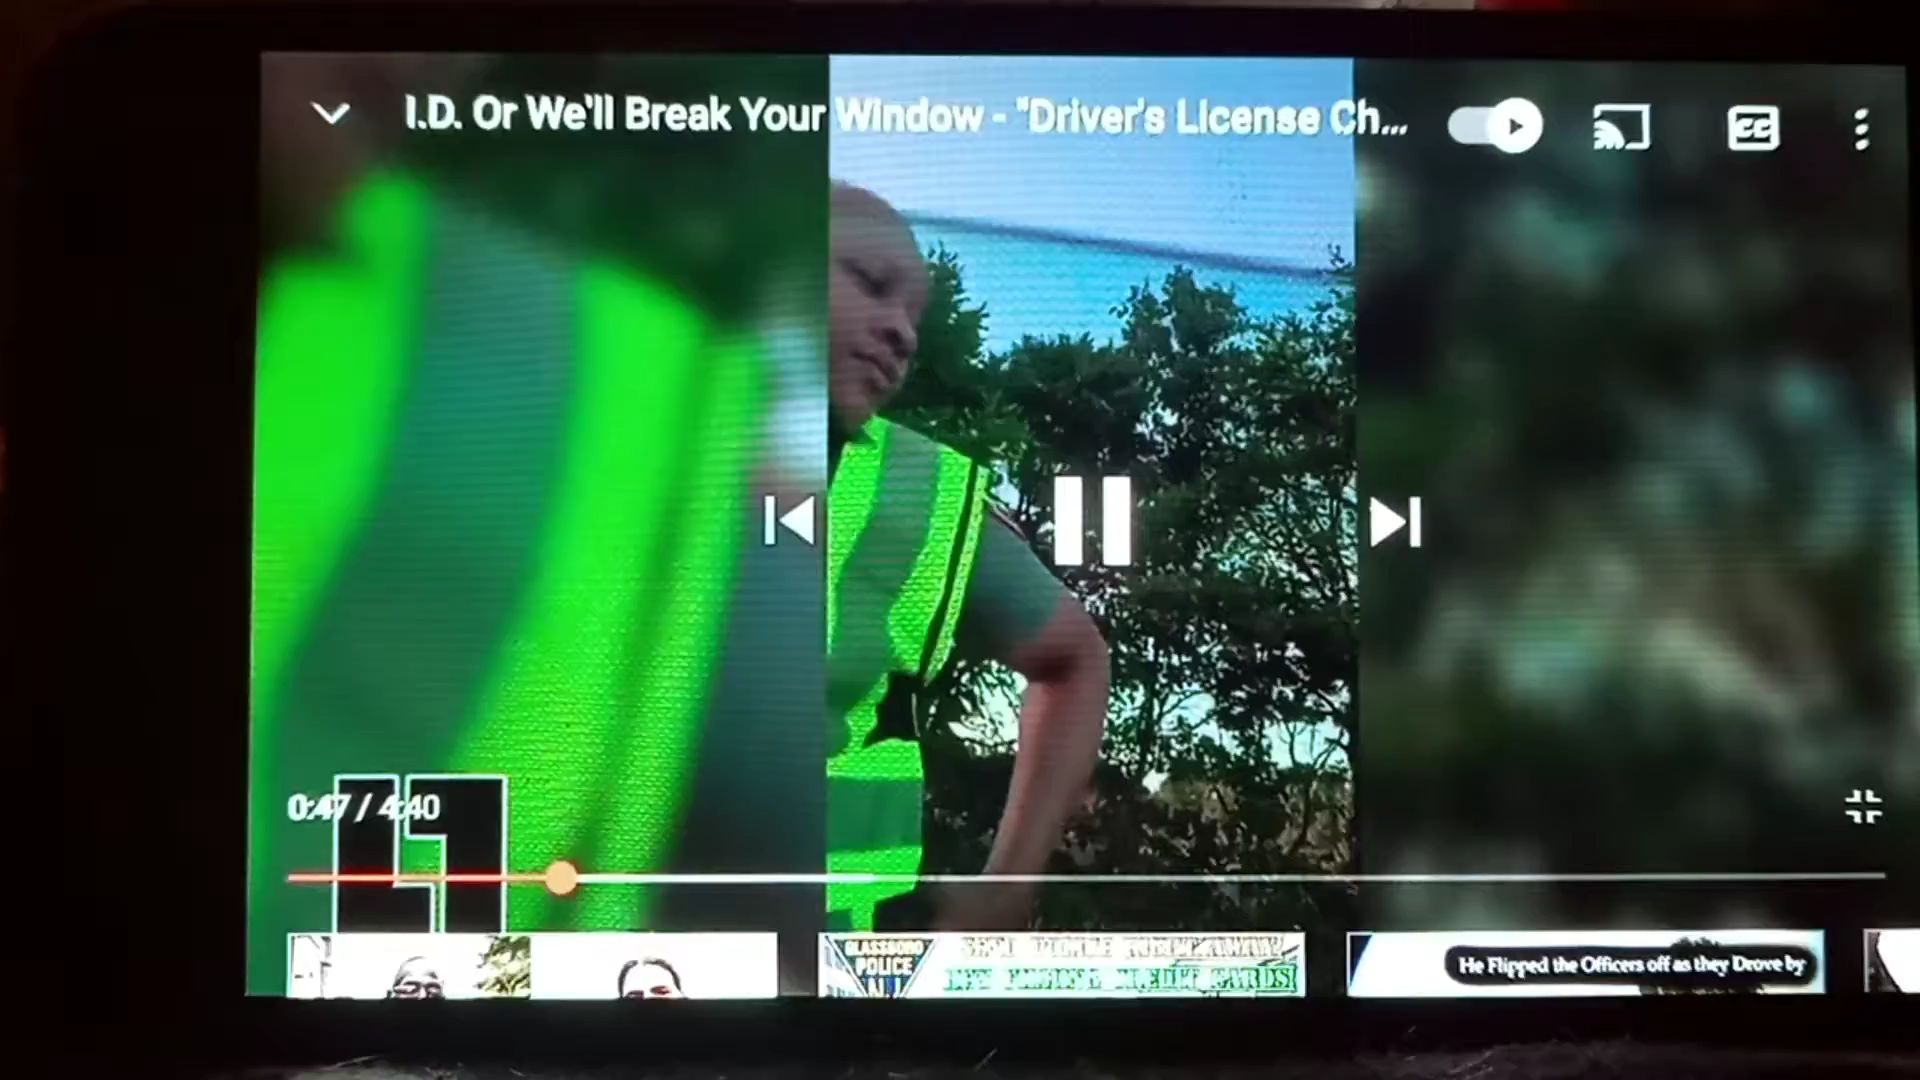 I.D. Or We'll Break Your Window - "Driver's License Ch...
CC
0:47 / 4:40
GLASSBORO
POLICE
He Flipped the Officers off as they Drove by